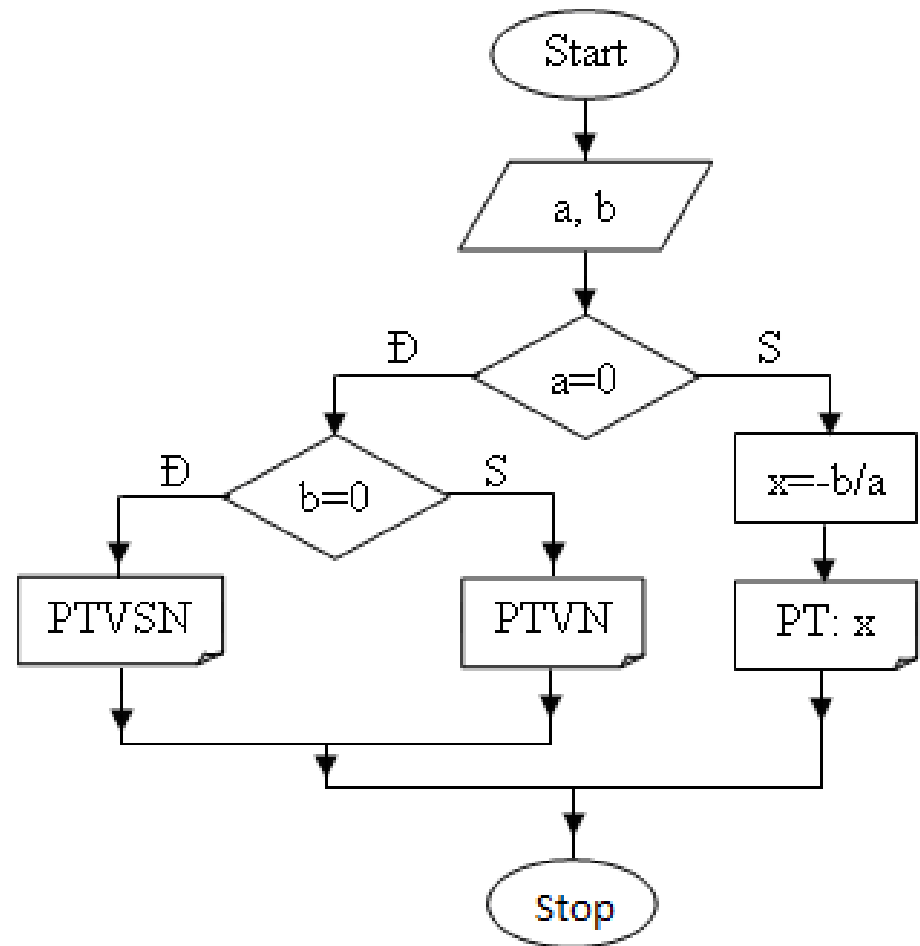 Start
a, b
Đ
a=0
S
Đ
b=0
S
x=-b/a
PTVSN
PTVN
PT: x
Stop